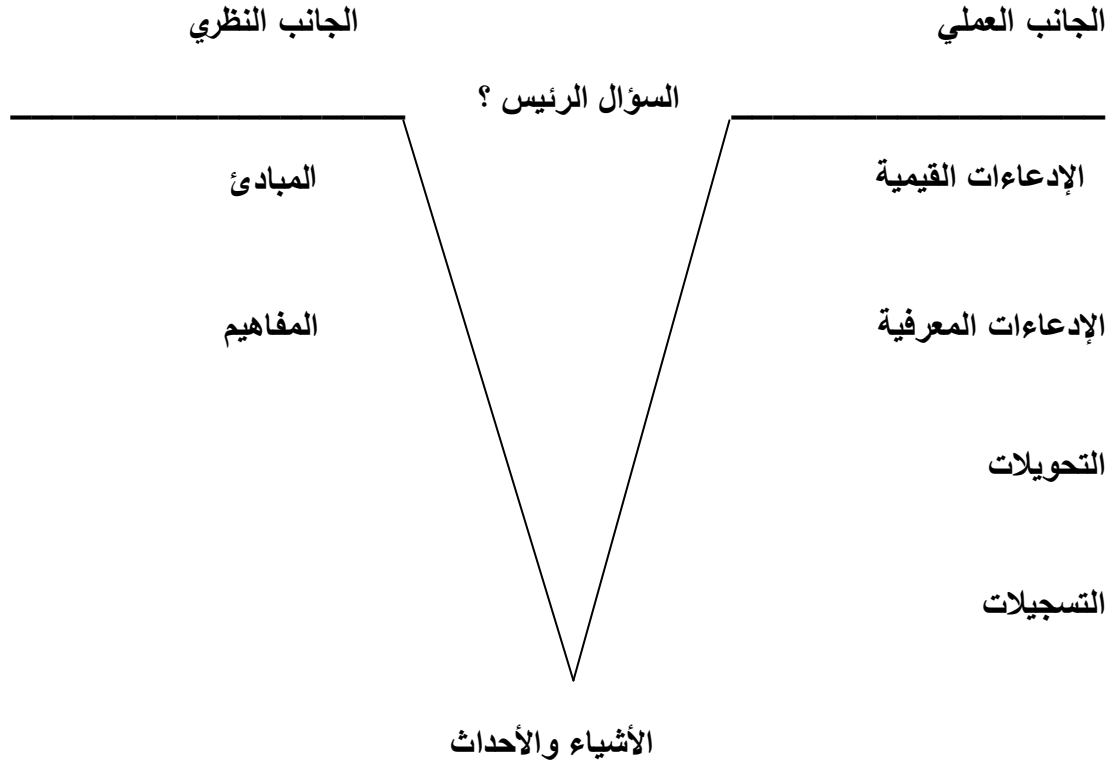 الجانب العملي
الجانب النظري
السؤال الرئيس ؟
الإدعاءات القيمية
المبادئ
الإدعاءات المعرفية
المفاهيم
التحويلات
التسجيلات
الأشياء والأحداث